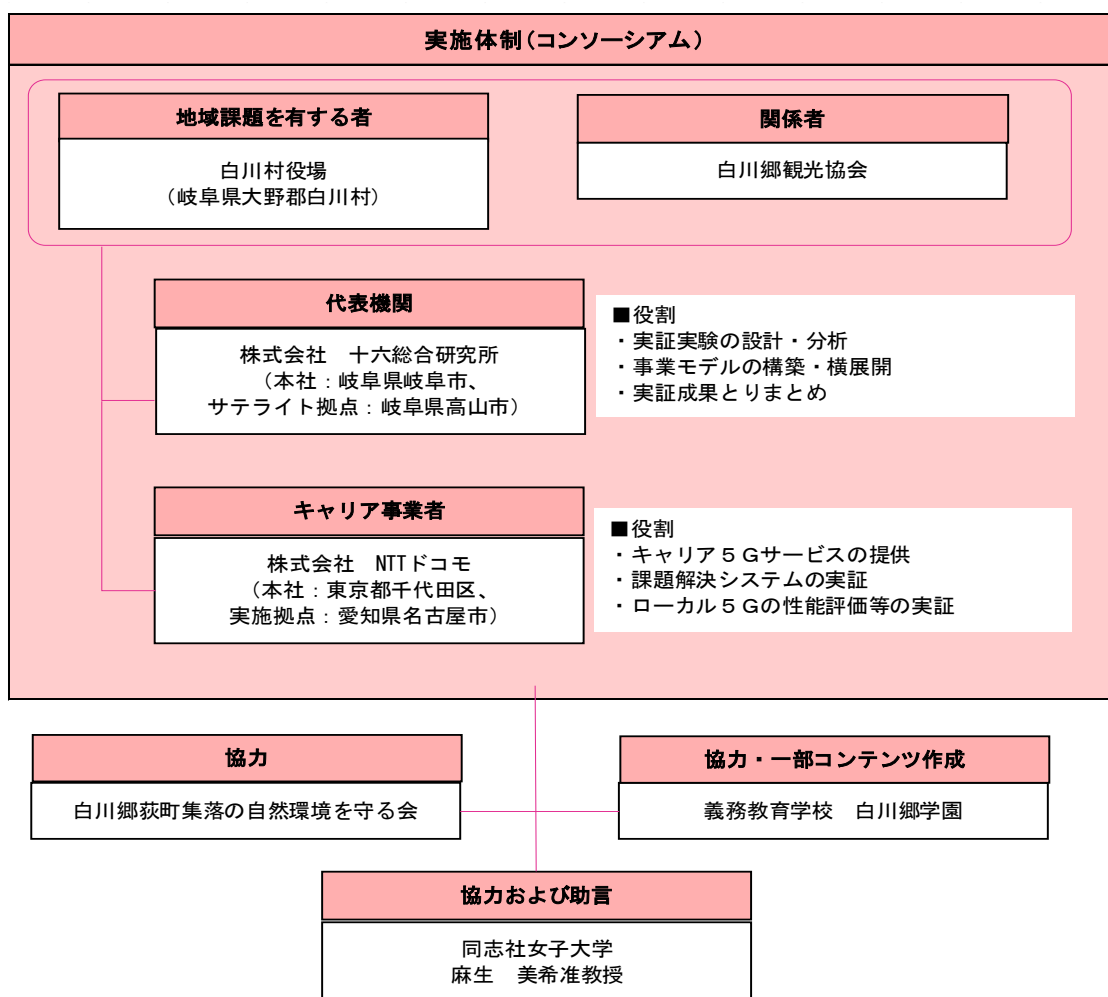 実施体制(コンソーシアム)
地域課題を有する者
白川村役場
(岐阜県大野郡白川村)
関係者
白川郷観光協会
代表機関
株式会社 十六総合研究所
(本社:岐阜県岐阜市、
サテライト拠点:岐阜県高山市)
■役割
・実証実験の設計・分析
・事業モデルの構築・横展開
・実証成果とりまとめ
キャリア事業者
株式会社 NTTドコモ
(本社:東京都千代田区、
実施拠点:愛知県名古屋市)
■役割
・キャリア5Gサービスの提供
・課題解決システムの実証
・ローカル5Gの性能評価等の実証
協力
白川郷荻町集落の自然環境を守る会
協力・一部コンテンツ作成
義務教育学校 白川郷学園
協力および助言
同志社女子大学
麻生 美希准教授